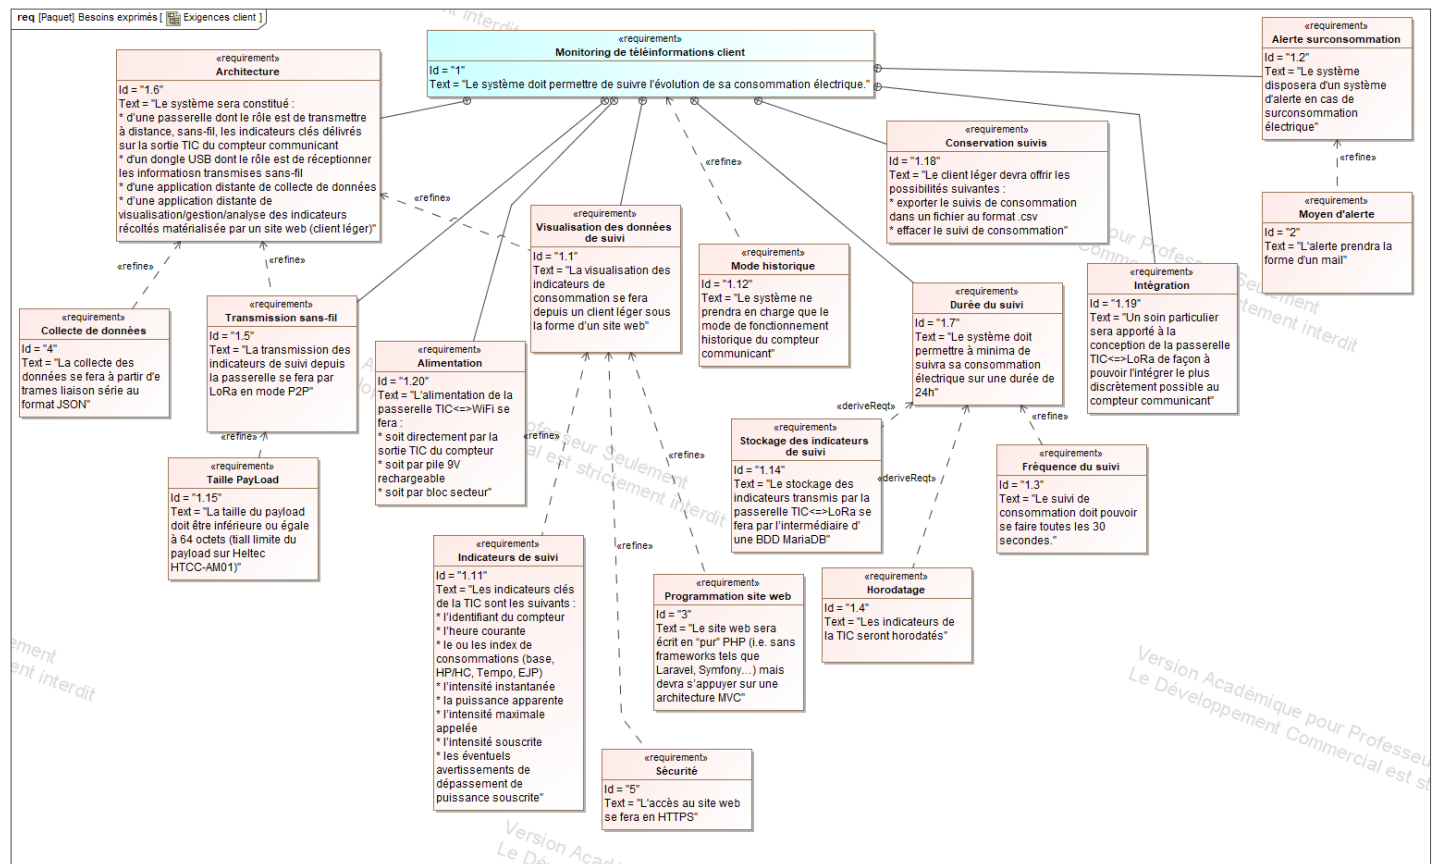 req [Paquet] Besoins exprimés [ Exigences client ]
«requirement»
Monitoring de téléinformations client
Id = "1"
Text = "Le système doit permettre de suivre l'évolution de sa consommation électrique."
«requirement»
Architecture
Id = "1.6"
Text = "Le système sera constitué :
* d'une passerelle dont le rôle est de transmettre
à distance, sans-fil, les indicateurs clés délivrés
sur la sortie TIC du compteur communicant
* d'un dongle USB dont le rôle est de réceptionner
les informatiosn transmises sans-fil
* d'une application distante de collecte de données
* d'une application distante de
visualisation/gestion/analyse des indicateurs
récoltés matérialisée par un site web (client léger)"
«requirement»
Alerte surconsommation
Id = "1.2"
Text = "Le système
disposera d'un système
d'alerte en cas de
surconsommation
électrique"
«refine»
«requirement»
Moyen d'alerte
Id = "2"
Text = "L'alerte prendra la
forme d'un mail"
«requirement»
Conservation suivis
Id = "1.18"
Text = "Le client léger devra offrir les
possibilités suivantes :
* exporter le suivis de consommation
dans un fichier au format .csv
* effacer le suivi de consommation"
«refine»
«refine»
«requirement»
Visualisation des données
de suivi
Id = "1.1"
Text = "La visualisation des
indicateurs de
consommation se fera
depuis un client léger sous
la forme d'un site web"
«requirement»
Mode historique
Id = "1.12"
Text = "Le système ne
prendra en charge que le
mode de fonctionnement
historique du compteur
communicant"
«requirement»
Intégration
Id = "1.19"
Text = "Un soin particulier
sera apporté à la
conception de la passerelle
TIC<=>LoRa de façon à
pouvoir l'intégrer le plus
discrètement possible au
compteur communicant"
«requirement»
Durée du suivi
Id = "1.7"
Text = "Le système doit
permettre à minima de
suivra sa consommation
électrique sur une durée de
24h"
«refine»
«refine»
«requirement»
Collecte de données
Id = "4"
Text = "La collecte des
données se fera à partir d'e
trames liaison série au
format JSON"
«requirement»
Transmission sans-fil
Id = "1.5"
Text = "La transmission des
indicateurs de suivi depuis
la passerelle se fera par
LoRa en mode P2P"
«refine»
«requirement»
Alimentation
Id = "1.20"
Text = "L'alimentation de la
passerelle TIC<=>WiFi se
fera :
* soit directement par la
sortie TIC du compteur
* soit par pile 9V
rechargeable
* soit par bloc secteur"
«requirement»
Taille PayLoad
Id = "1.15"
Text = "La taille du payload
doit être inférieure ou égale
à 64 octets (tiall limite du
payload sur Heltec
HTCC-AM01)"
«refine»
«refine»
«refine»
«deriveReqt»
«deriveReqt»
«refine»
«requirement»
Stockage des indicateurs
de suivi
Id = "1.14"
Text = "Le stockage des
indicateurs transmis par la
passerelle TIC<=>LoRa se
fera par l'intermédiaire d'
une BDD MariaDB"
«requirement»
Fréquence du suivi
Id = "1.3"
Text = "Le suivi de
consommation doit pouvoir
se faire toutes les 30
secondes."
«requirement»
Indicateurs de suivi
Id = "1.11"
Text = "Les indicateurs clés
de la TIC sont les suivants :
* l'identifiant du compteur
* l'heure courante
* le ou les index de
consommations (base,
HP/HC, Tempo, EJP)
* l'intensité instantanée
* la puissance apparente
* l'intensité maximale
appelée
* l'intensité souscrite
* les éventuels
avertissements de
dépassement de
puissance souscrite"
«requirement»
Programmation site web
Id = "3"
Text = "Le site web sera
écrit en "pur" PHP (i.e. sans
frameworks tels que
Laravel, Symfony…) mais
devra s'appuyer sur une
architecture MVC"
«requirement»
Horodatage
Id = "1.4"
Text = "Les indicateurs de
la TIC seront horodatés"
«requirement»
Sécurité
Id = "5"
Text = "L'accès au site web
se fera en HTTPS"
Version Académique pour Professeu
Le Développement Commercial est st
ement
ent interdit
ofesseur Seulement
al est strictement interdit
Version Acad
Le Dé